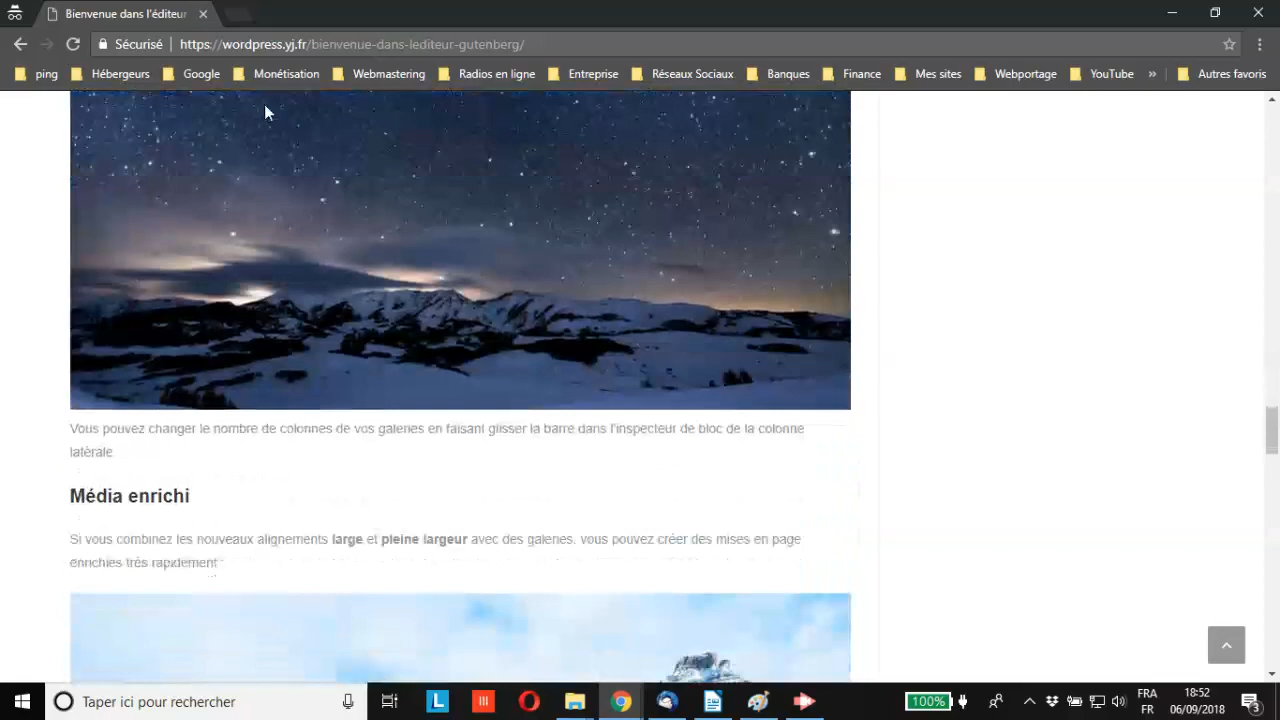 Bienvenue dans l'éditeur
Sécurisé https://wordpress.yj.fr/bienvenue-dans-lediteur-gutenberg/
ping Hébergeurs Google Monétisation Webmastering Radios en ligne Entreprise Réseaux Sociaux Banques Finance Mes sites Webportage YouTube » Autres favoris
Vous pouvez changer le nombre de colonnes de vos galeries en faisant glisser la barre dans l'inspecteur de bloc de la colonne
latérale
Média enrichi
Si vous combinez les nouveaux alignements large et pleine largeur avec des galeries, vous pouvez créer des mises en page
enrichies très rapidement
Taper ici pour rechercher L 100% FRA 18:52
FR 06/09/2018 3